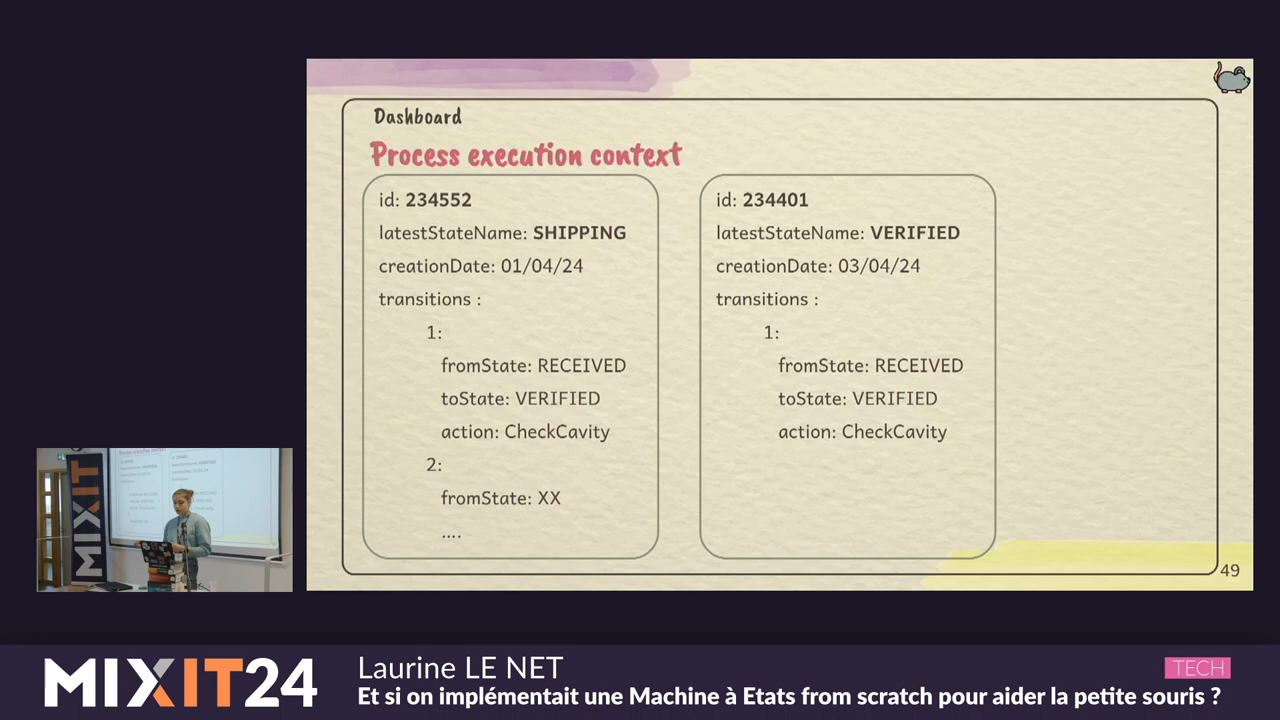 Dashboard
Process execution context
id: 234552
latestStateName: SHIPPING
creationDate: 01/04/24
transitions :
1:
fromState: RECEIVED
toState: VERIFIED
action: CheckCavity
2:
fromState: XX
....
id: 234401
latestStateName: VERIFIED
creationDate: 03/04/24
transitions :
1:
fromState: RECEIVED
toState: VERIFIED
action: CheckCavity
49
MIXIT
MIXIT24
Laurine LE NET
TECH
Et si on implémentait une Machine à Etats from scratch pour aider la petite souris ?